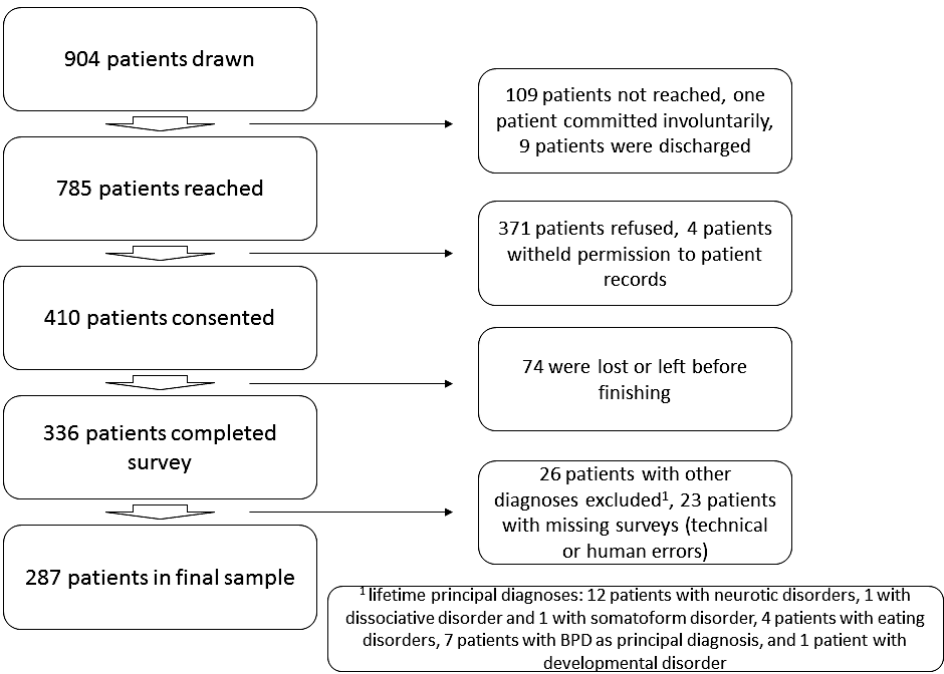 904 patients drawn
109 patients not reached, one
patient committed involuntarily,
9 patients were discharged
785 patients reached
371 patients refused, 4 patients
witheld permission to patient
records
410 patients consented
74 were lost or left before
finishing
336 patients completed
survey
26 patients with other
diagnoses excluded¹, 23 patients
with missing surveys (technical
or human errors)
287 patients in final sample
¹ lifetime principal diagnoses: 12 patients with neurotic disorders, 1 with
dissociative disorder and 1 with somatoform disorder, 4 patients with eating
disorders, 7 patients with BPD as principal diagnosis, and 1 patient with
developmental disorder